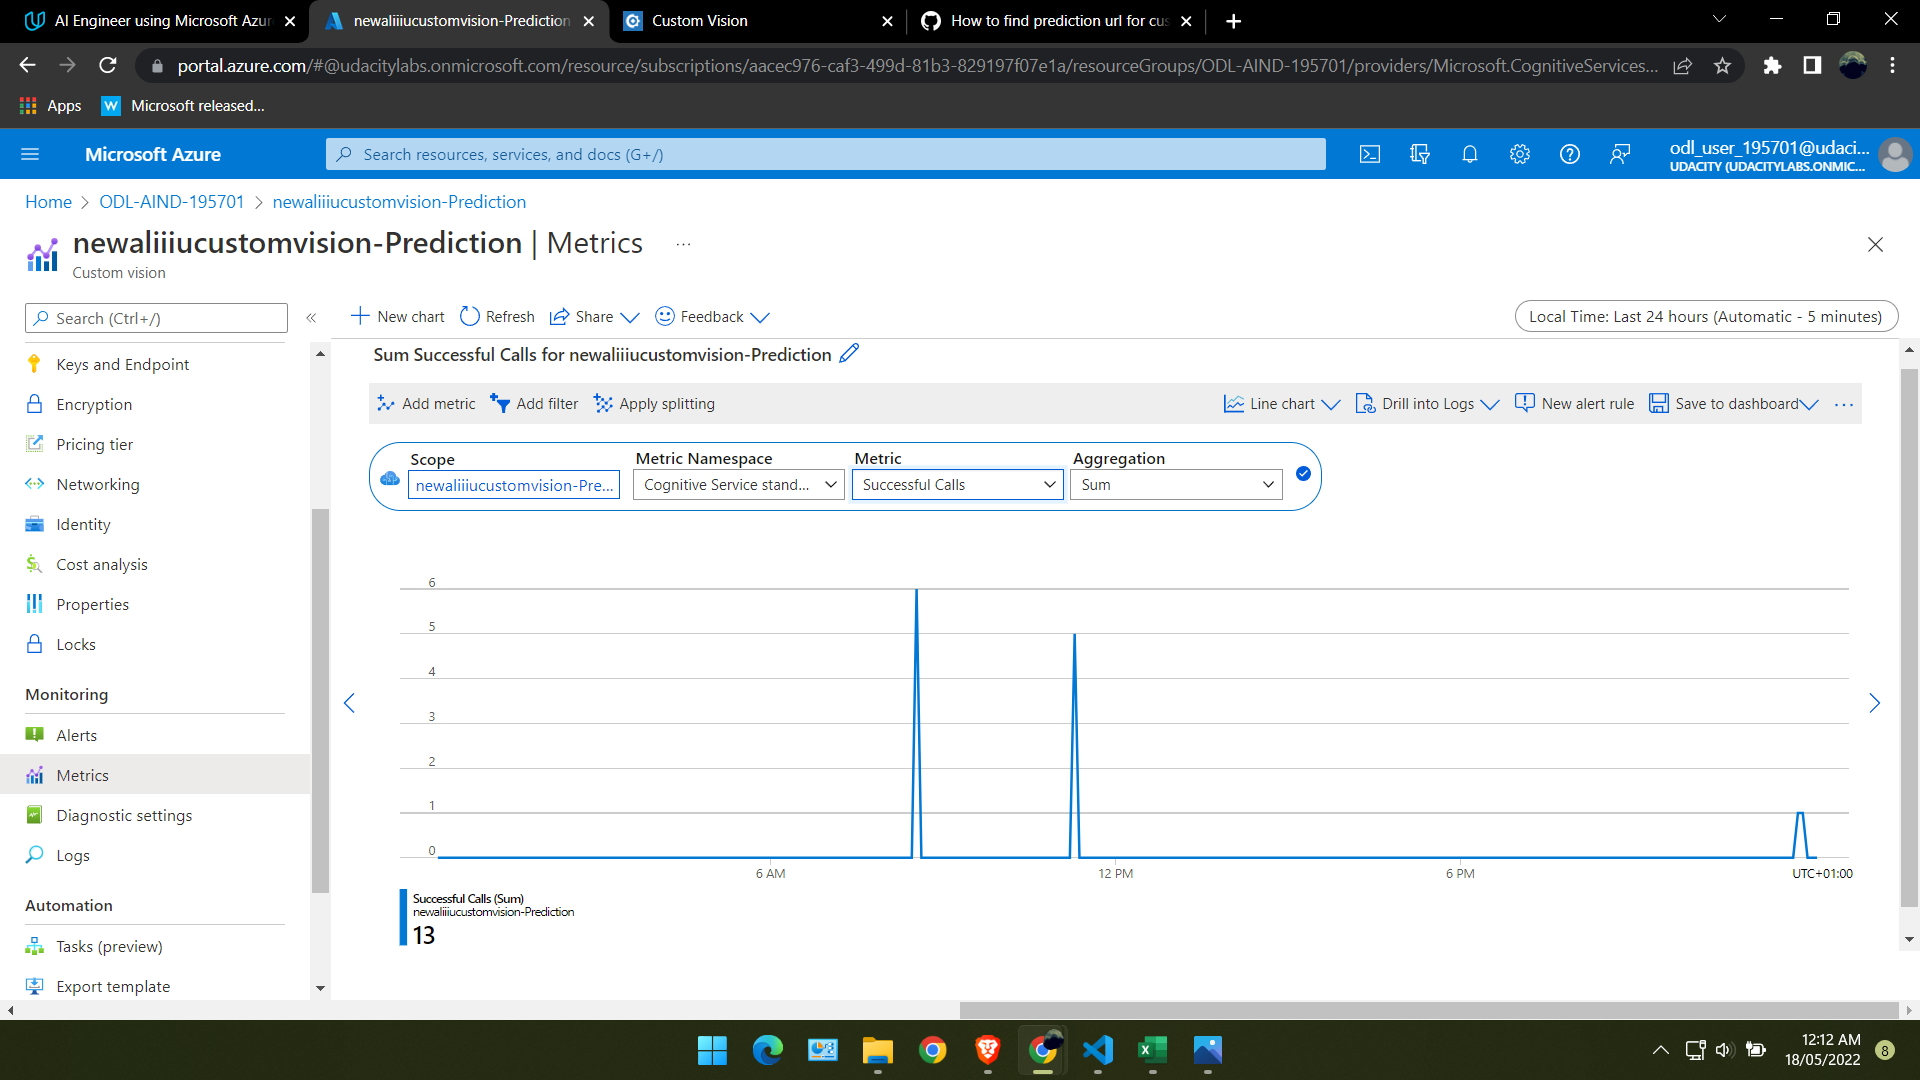 AI Engineer using Microsoft Azur
newaliiiucustomvision-Prediction
Custom Vision
How to find prediction url for cus
portal.azure.com/#@udacitylabs.onmicrosoft.com/resource/subscriptions/aacec976-caf3-499d-81b3-829197f07e1a/resourceGroups/ODL-AIND-195701/providers/Microsoft.CognitiveServices...
Apps
W
Microsoft released...
Microsoft Azure
Search resources, services, and docs (G+/)
odl_user_195701@udaci...
UDACITY (UDACITYLABS.ONMIC...
Home > ODL-AIND-195701 > newaliiiucustomvision-Prediction
newaliiiucustomvision-Prediction | Metrics ...
Custom vision
Search (Ctrl+/)
«
New chart
Refresh
Share
Feedback
Local Time: Last 24 hours (Automatic - 5 minutes)
Keys and Endpoint
Encryption
Pricing tier
Networking
Identity
Cost analysis
Properties
Locks
Monitoring
Alerts
Metrics
Diagnostic settings
Logs
Automation
Tasks (preview)
Export template
Sum Successful Calls for newaliiiucustomvision-Prediction
Add metric
Add filter
Apply splitting
Line chart
Drill into Logs
New alert rule
Save to dashboard
...
Scope
newaliiiucustomvision-Pre...
Metric Namespace
Cognitive Service stand...
Metric
Successful Calls
Aggregation
Sum
6
5
4
3
2
1
0
6 AM
12 PM
6 PM
UTC+01:00
Successful Calls (Sum)
newaliiiucustomvision-Prediction
13
12:12 AM
18/05/2022
8